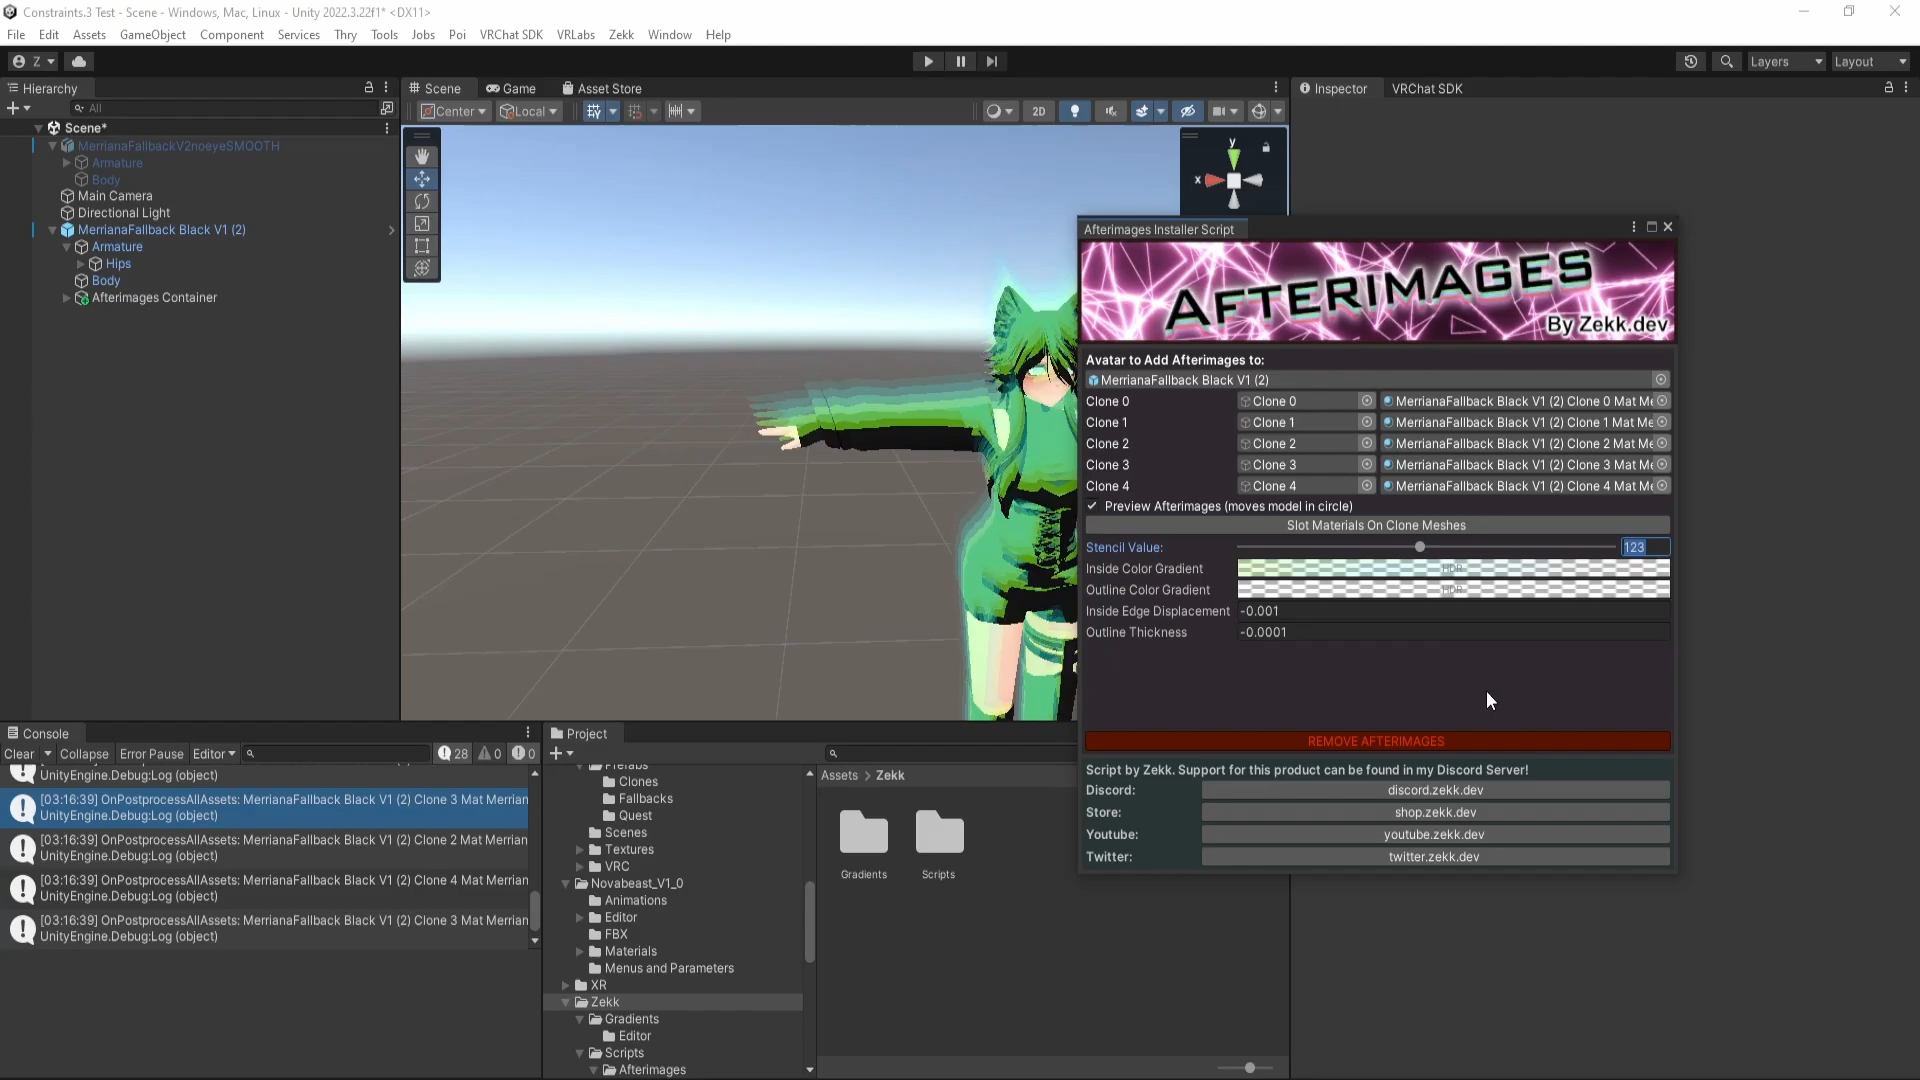 Constraints.3 Test - Scene - Windows, Mac, Linux - Unity 2022.3.22f1* <DX11>
File Edit Assets GameObject Component Services Thry Tools Jobs Poi VRChat SDK VRLabs Zekk Window Help
Z Layers Layout
Hierarchy
All
Scene*
MerrianaFallbackV2noeyeSMOOTH
Armature
Body
Main Camera
Directional Light
MerrianaFallback Black V1 (2)
Armature
Hips
Body
Afterimages Container
Scene Game Asset Store
Center Local 2D
y
x
Inspector VRChat SDK
Afterimages Installer Script
AFTERIMAGES
By Zekk.dev
Avatar to Add Afterimages to:
MerrianaFallback Black V1 (2)
Clone 0 Clone 0 MerrianaFallback Black V1 (2) Clone 0 Mat Me
Clone 1 Clone 1 MerrianaFallback Black V1 (2) Clone 1 Mat Me
Clone 2 Clone 2 MerrianaFallback Black V1 (2) Clone 2 Mat Me
Clone 3 Clone 3 MerrianaFallback Black V1 (2) Clone 3 Mat Me
Clone 4 Clone 4 MerrianaFallback Black V1 (2) Clone 4 Mat Me
Preview Afterimages (moves model in circle)
Slot Materials On Clone Meshes
Stencil Value: 123
Inside Color Gradient HDR
Outline Color Gradient HDR
Inside Edge Displacement -0.001
Outline Thickness -0.0001
REMOVE AFTERIMAGES
Script by Zekk. Support for this product can be found in my Discord Server!
Discord: discord.zekk.dev
Store: shop.zekk.dev
Youtube: youtube.zekk.dev
Twitter: twitter.zekk.dev
Console
Clear Collapse Error Pause Editor 28 0 0
UnityEngine.Debug:Log (object)
[03:16:39] OnPostprocessAllAssets: MerrianaFallback Black V1 (2) Clone 3 Mat Merrian
UnityEngine.Debug:Log (object)
[03:16:39] OnPostprocessAllAssets: MerrianaFallback Black V1 (2) Clone 2 Mat Merrian
UnityEngine.Debug:Log (object)
[03:16:39] OnPostprocessAllAssets: MerrianaFallback Black V1 (2) Clone 4 Mat Merrian
UnityEngine.Debug:Log (object)
[03:16:39] OnPostprocessAllAssets: MerrianaFallback Black V1 (2) Clone 3 Mat Merrian
UnityEngine.Debug:Log (object)
Project
Prefabs
Clones
Fallbacks
Quest
Scenes
Textures
VRC
Novabeast_V1_0
Animations
Editor
FBX
Materials
Menus and Parameters
XR
Zekk
Gradients
Editor
Scripts
Afterimages
Assets > Zekk
Gradients Scripts